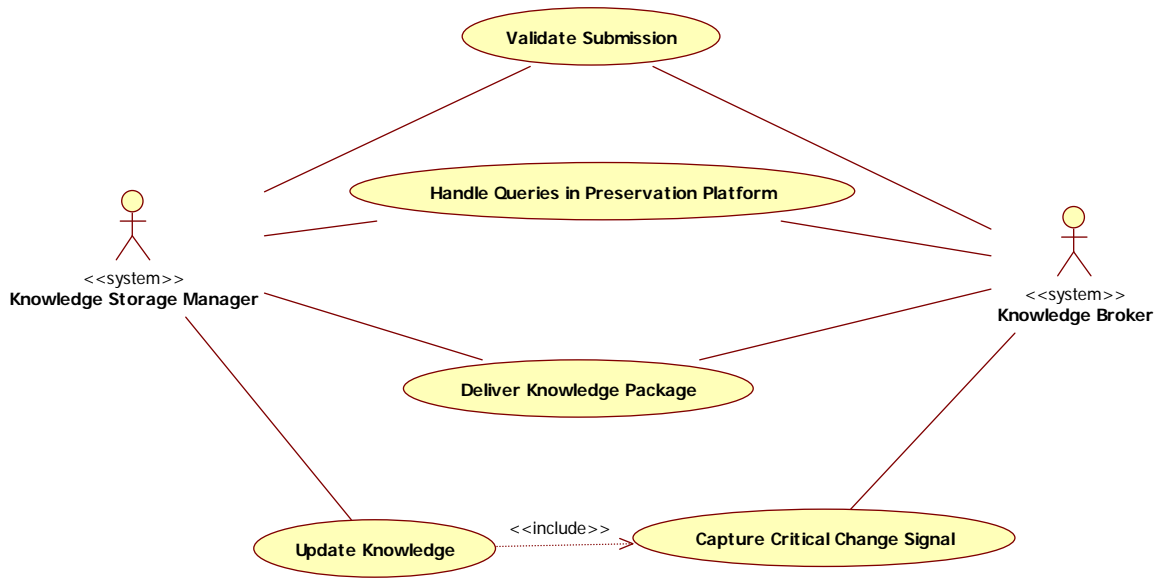 Validate Submission
Handle Queries in Preservation Platform
<<system>>
Knowledge Storage Manager
<<system>>
Knowledge Broker
Deliver Knowledge Package
<<include>>
Update Knowledge
Capture Critical Change Signal